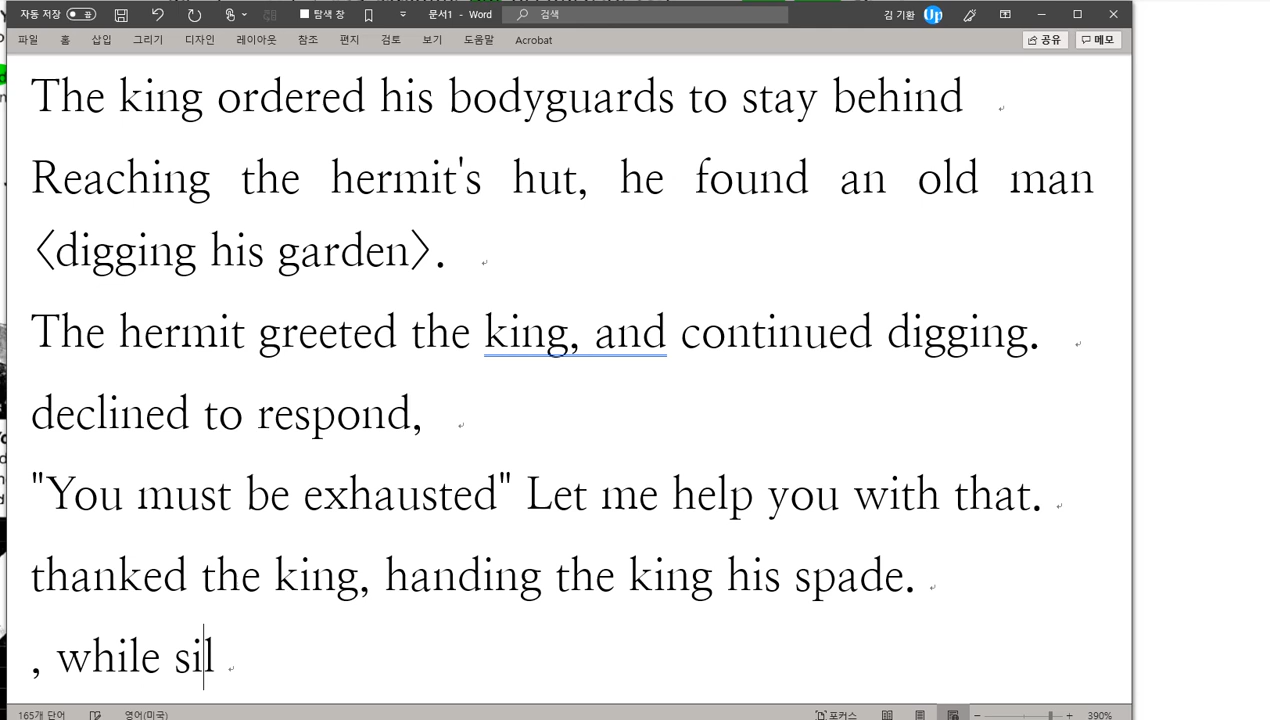 자동 저장 탐색 창 문서1 - Word 검색 김 기환 Up
파일 홈 삽입 그리기 디자인 레이아웃 참조 편지 검토 보기 도움말 Acrobat 공유 메모
The king ordered his bodyguards to stay behind
Reaching the hermit's hut, he found an old man
〈digging his garden〉.
The hermit greeted the king, and continued digging.
declined to respond,
"You must be exhausted" Let me help you with that.
thanked the king, handing the king his spade.
, while sil
165개 단어 영어(미국) 포커스 390%